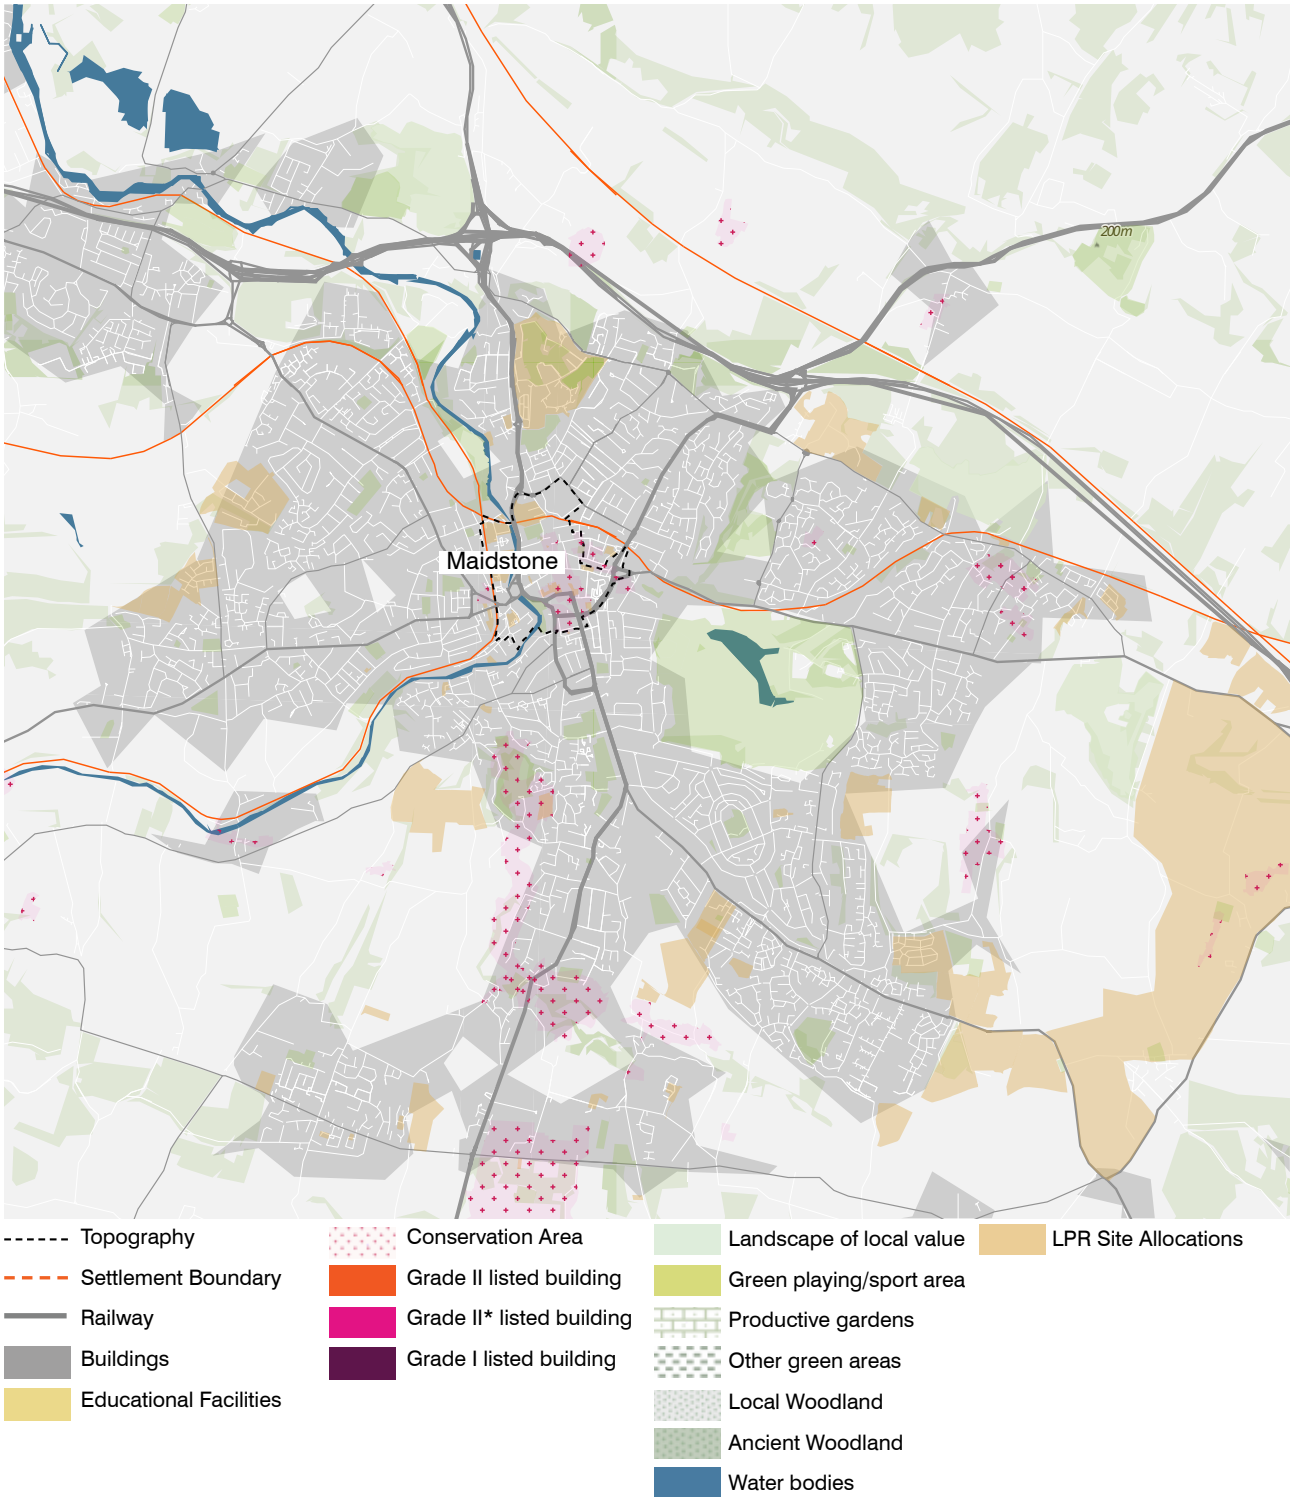 200m
Maidstone
Topography
Settlement Boundary
Railway
Buildings
Educational Facilities
Conservation Area
Grade II listed building
Grade II* listed building
Grade I listed building
Landscape of local value
Green playing/sport area
Productive gardens
Other green areas
Local Woodland
Ancient Woodland
Water bodies
LPR Site Allocations